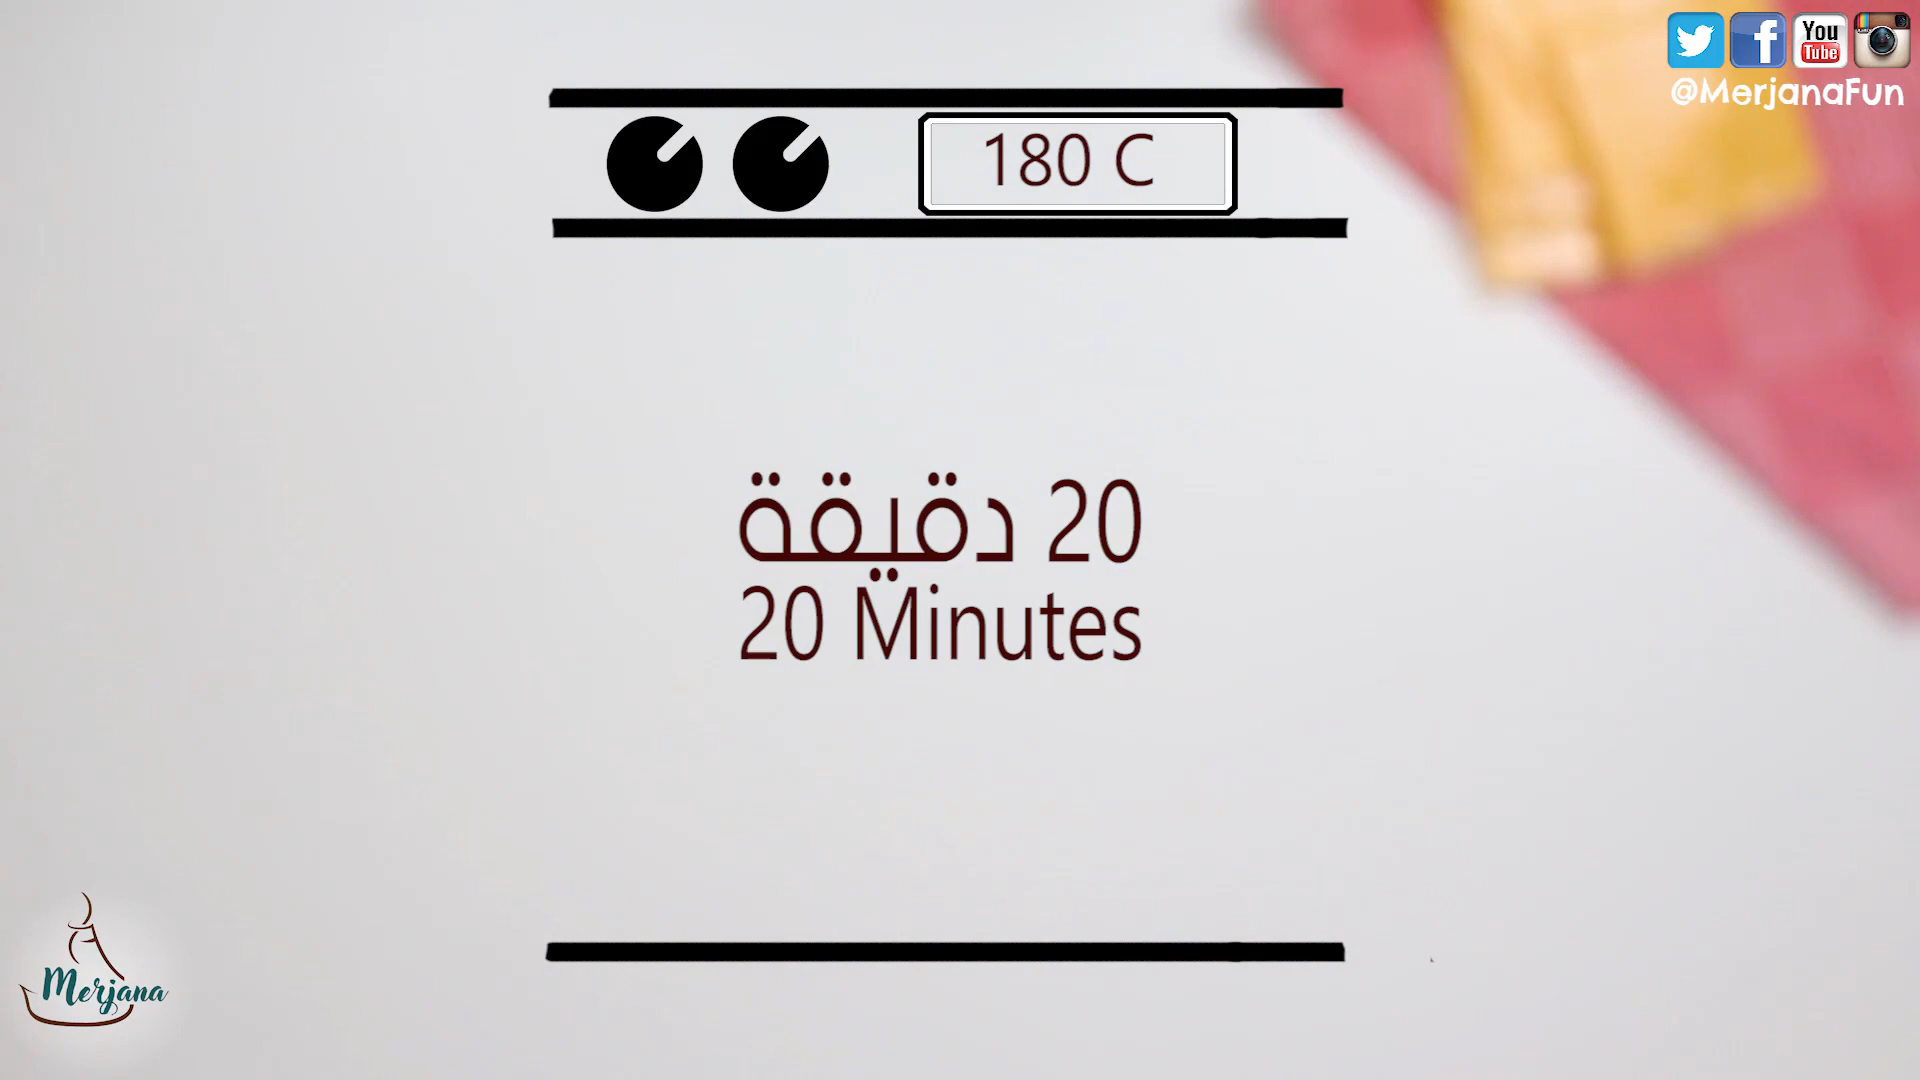 You
Tube
@MerjanaFun
180 C
20 دقيقة
20 Minutes
Merjana